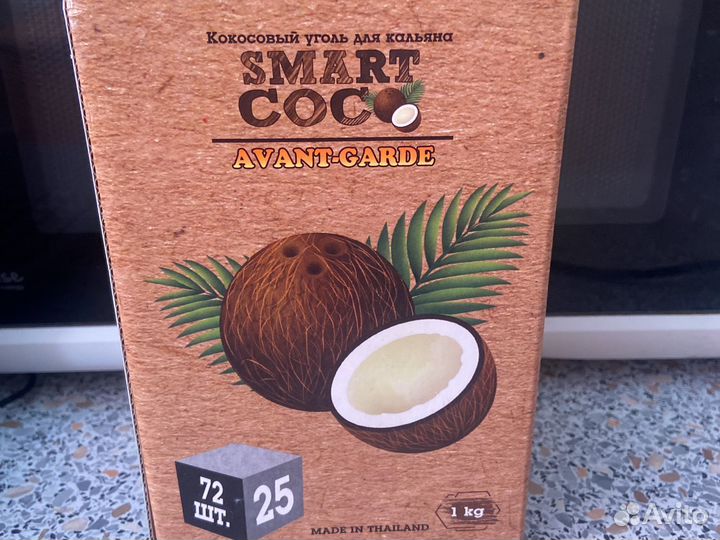 Кокосовый уголь для кальяна
SMART
COCO
AVANT-GARDE
72
ШТ.
25
1 kg
MADE IN THAILAND
Avito